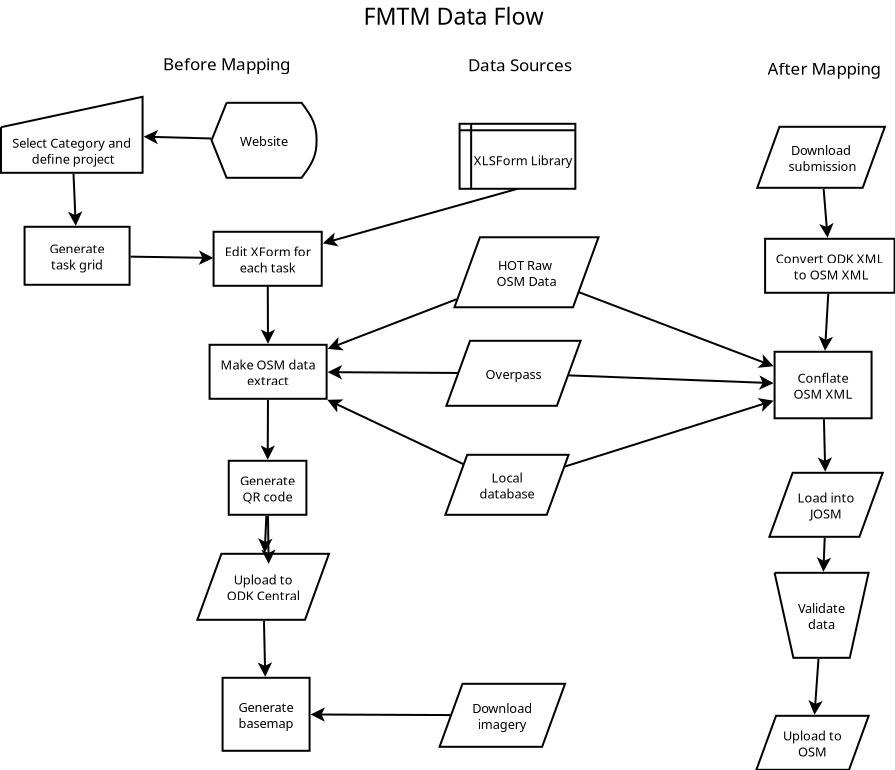 FMTM Data Flow
Before Mapping
Data Sources
After Mapping
Select Category and
define project
Website
XLSForm Library
Download
submission
Generate
task grid
Edit XForm for
each task
HOT Raw
OSM Data
Convert ODK XML
to OSM XML
Make OSM data
extract
Overpass
Conflate
OSM XML
Generate
QR code
Local
database
Load into
JOSM
Upload to
ODK Central
Validate
data
Generate
basemap
Download
imagery
Upload to
OSM